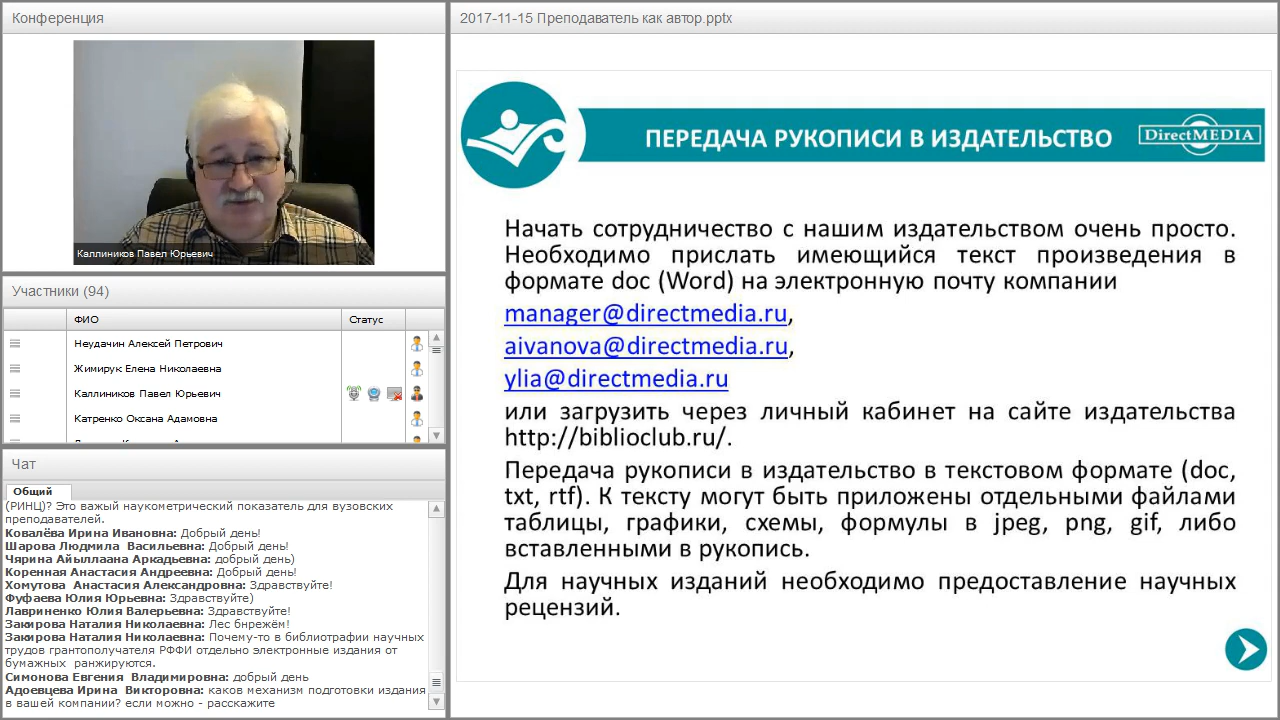 Конференция
Каллиников Павел Юрьевич
Участники (94)
ФИО
Статус
Неудачин Алексей Петрович
Жимирук Елена Николаевна
Каллиников Павел Юрьевич
Катренко Оксана Адамовна
Чат
Общий
(РИНЦ)? Это важый наукометрический показатель для вузовских
преподавателей.
Ковалёва Ирина Ивановна: Добрый день!
Шарова Людмила Васильевна: Добрый день!
Чярина Айыллаана Аркадьевна: добрый день)
Коренная Анастасия Андреевна: Добрый день!
Хомутова Анастасия Александровна: Здравствуйте!
Фуфаева Юлия Юрьевна: Здравствуйте)
Лавриненко Юлия Валерьевна: Здравствуйте!
Закирова Наталия Николаевна: Лес бнрежём!
Закирова Наталия Николаевна: Почему-то в библиотрафии научных
трудов грантополучателя РФФИ отдельно электронные издания от
бумажных ранжируются.
Симонова Евгения Владимировна: добрый день
Адоевцева Ирина Викторовна: каков механизм подготовки издания
в вашей компании? если можно - расскажите
2017-11-15 Преподаватель как автор.pptx
ПЕРЕДАЧА РУКОПИСИ В ИЗДАТЕЛЬСТВО
DirectMEDIA
Начать сотрудничество с нашим издательством очень просто.
Необходимо прислать имеющийся текст произведения в
формате doc (Word) на электронную почту компании
manager@directmedia.ru,
aivanova@directmedia.ru,
ylia@directmedia.ru
или загрузить через личный кабинет на сайте издательства
http://biblioclub.ru/.
Передача рукописи в издательство в текстовом формате (doc,
txt, rtf). К тексту могут быть приложены отдельными файлами
таблицы, графики, схемы, формулы в jpeg, png, gif, либо
вставленными в рукопись.
Для научных изданий необходимо предоставление научных
рецензий.